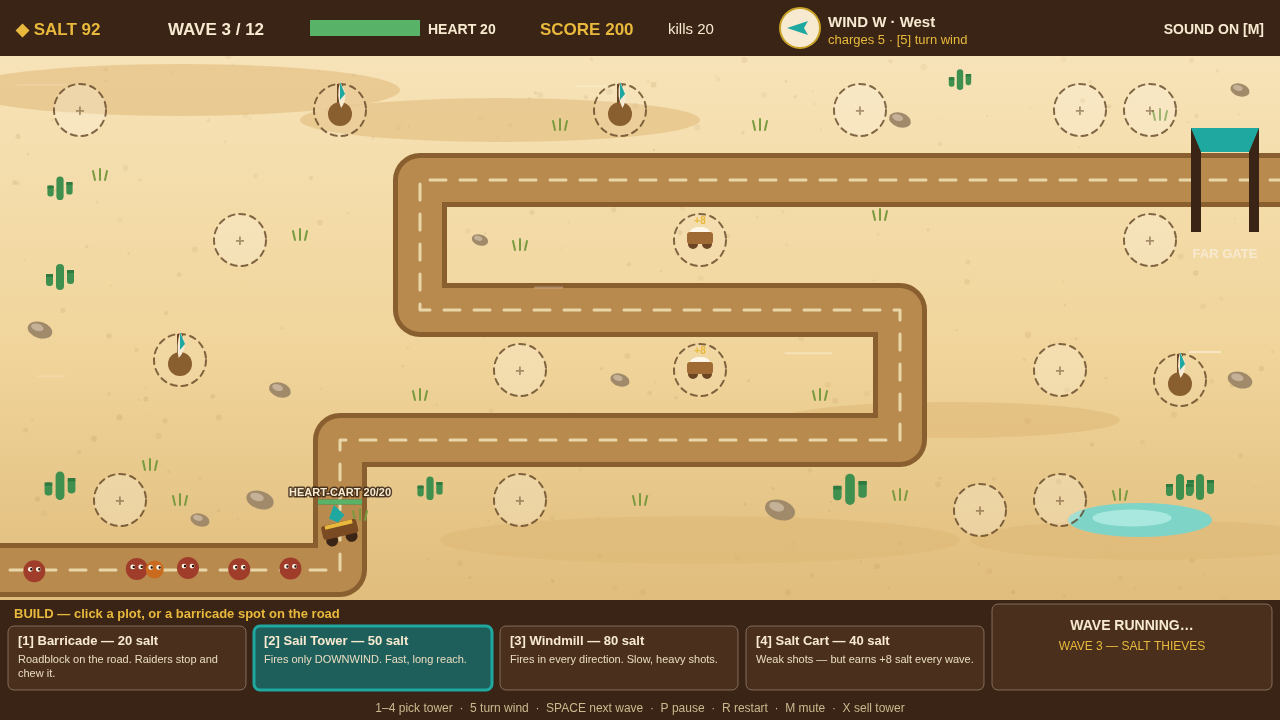 ◆ SALT 92
WAVE 3 / 12
HEART 20
SCORE 200
kills 20
WIND W · West
charges 5 · [5] turn wind
SOUND ON [M]
+8
FAR GATE
+8
HEART-CART 20/20
BUILD — click a plot, or a barricade spot on the road
[1] Barricade — 20 salt
Roadblock on the road. Raiders stop and
chew it.
[2] Sail Tower — 50 salt
Fires only DOWNWIND. Fast, long reach.
[3] Windmill — 80 salt
Fires in every direction. Slow, heavy shots.
[4] Salt Cart — 40 salt
Weak shots — but earns +8 salt every wave.
WAVE RUNNING…
WAVE 3 — SALT THIEVES
1–4 pick tower · 5 turn wind · SPACE next wave · P pause · R restart · M mute · X sell tower